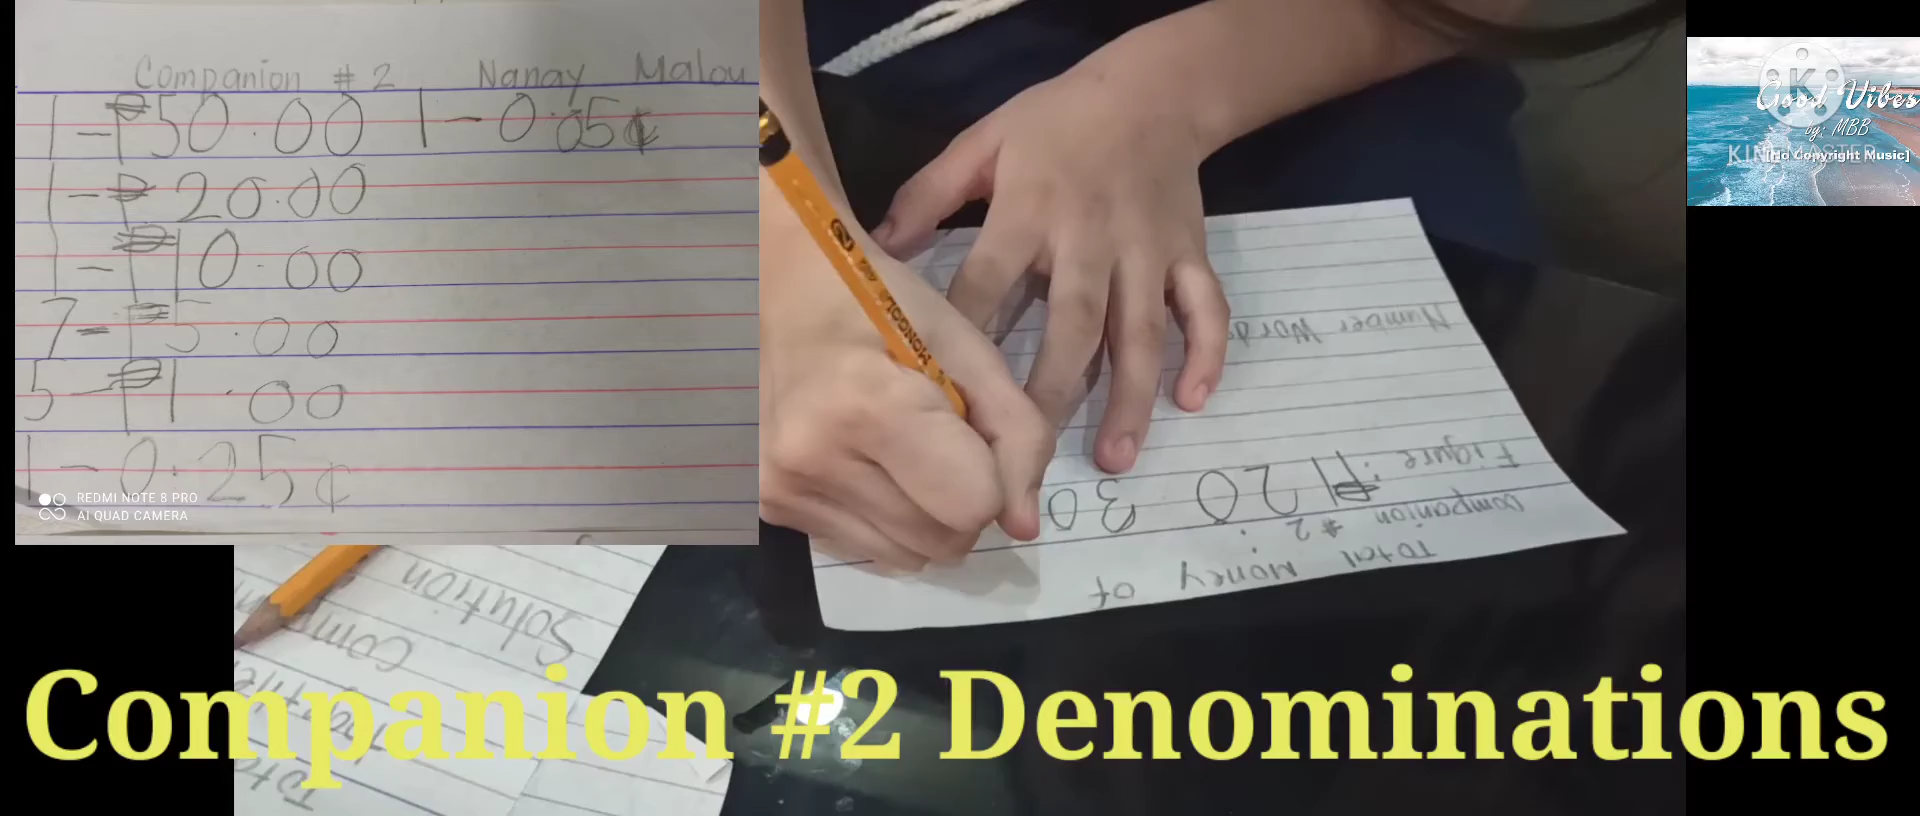 Companion # 2 Nanay Malou
1 - ₱50.00 1 - 0.05¢
1 - ₱20.00
1 - ₱10.00
7 - ₱5.00
5 - ₱1.00
1 - 0.25¢
REDMI NOTE 8 PRO
AI QUAD CAMERA
Total Money of
Companion #2:
Figure: ₱120 30
Number Words
MONGOL
Solution
Companion #2 Denominations
Good Vibes
by: MBB
[No Copyright Music]
KINEMASTER